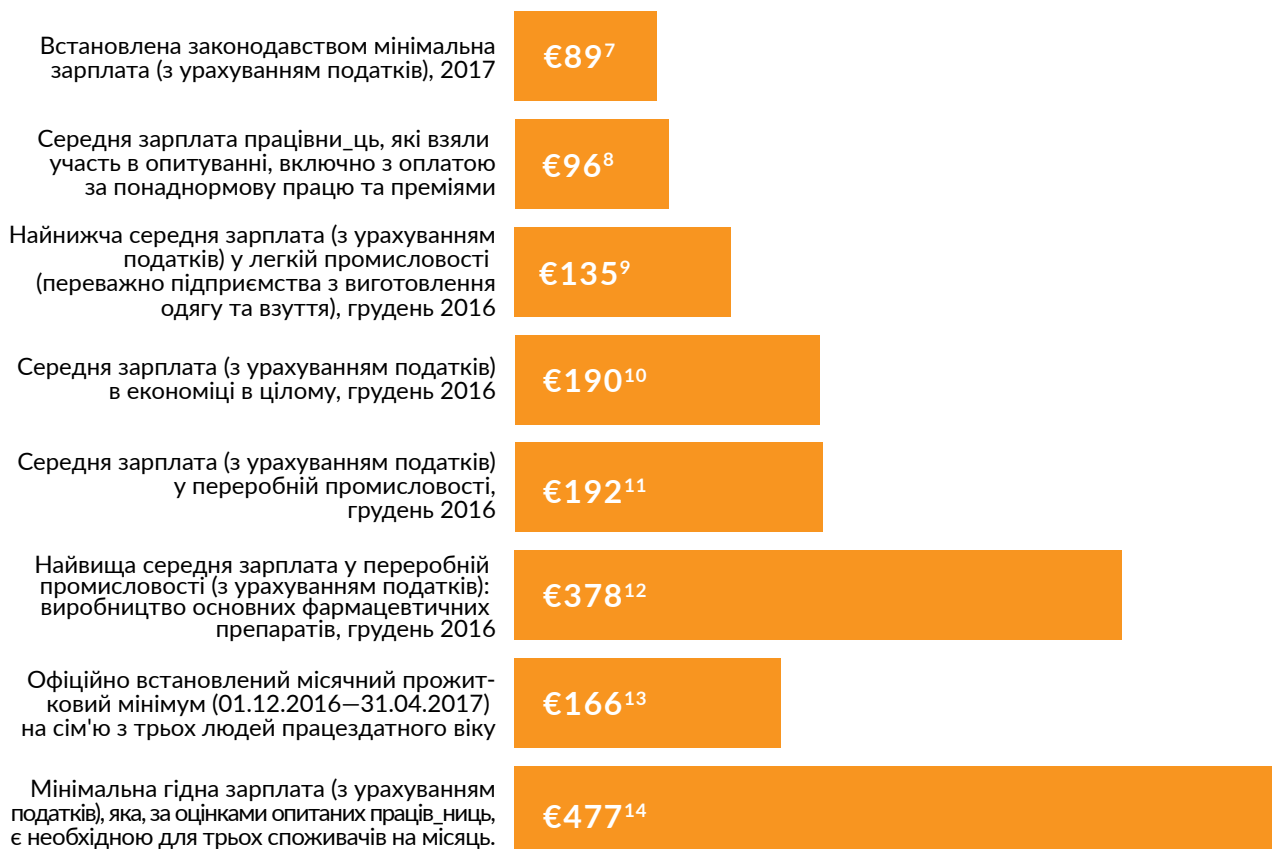 Встановлена законодавством мінімальна
зарплата (з урахуванням податків), 2017
€89⁷
Середня зарплата працівни_ць, які взяли
участь в опитуванні, включно з оплатою
за понаднормову працю та преміями
€96⁸
Найнижча середня зарплата (з урахуванням
податків) у легкій промисловості
(переважно підприємства з виготовлення
одягу та взуття), грудень 2016
€135⁹
Середня зарплата (з урахуванням податків)
в економіці в цілому, грудень 2016
€190¹⁰
Середня зарплата (з урахуванням податків)
у переробній промисловості,
грудень 2016
€192¹¹
Найвища середня зарплата у переробній
промисловості (з урахуванням податків):
виробництво основних фармацевтичних
препаратів, грудень 2016
€378¹²
Офіційно встановлений місячний прожит-
ковий мінімум (01.12.2016—31.04.2017)
на сім'ю з трьох людей працездатного віку
€166¹³
Мінімальна гідна зарплата (з урахуванням
податків), яка, за оцінками опитаних праців_ниць,
є необхідною для трьох споживачів на місяць.
€477¹⁴